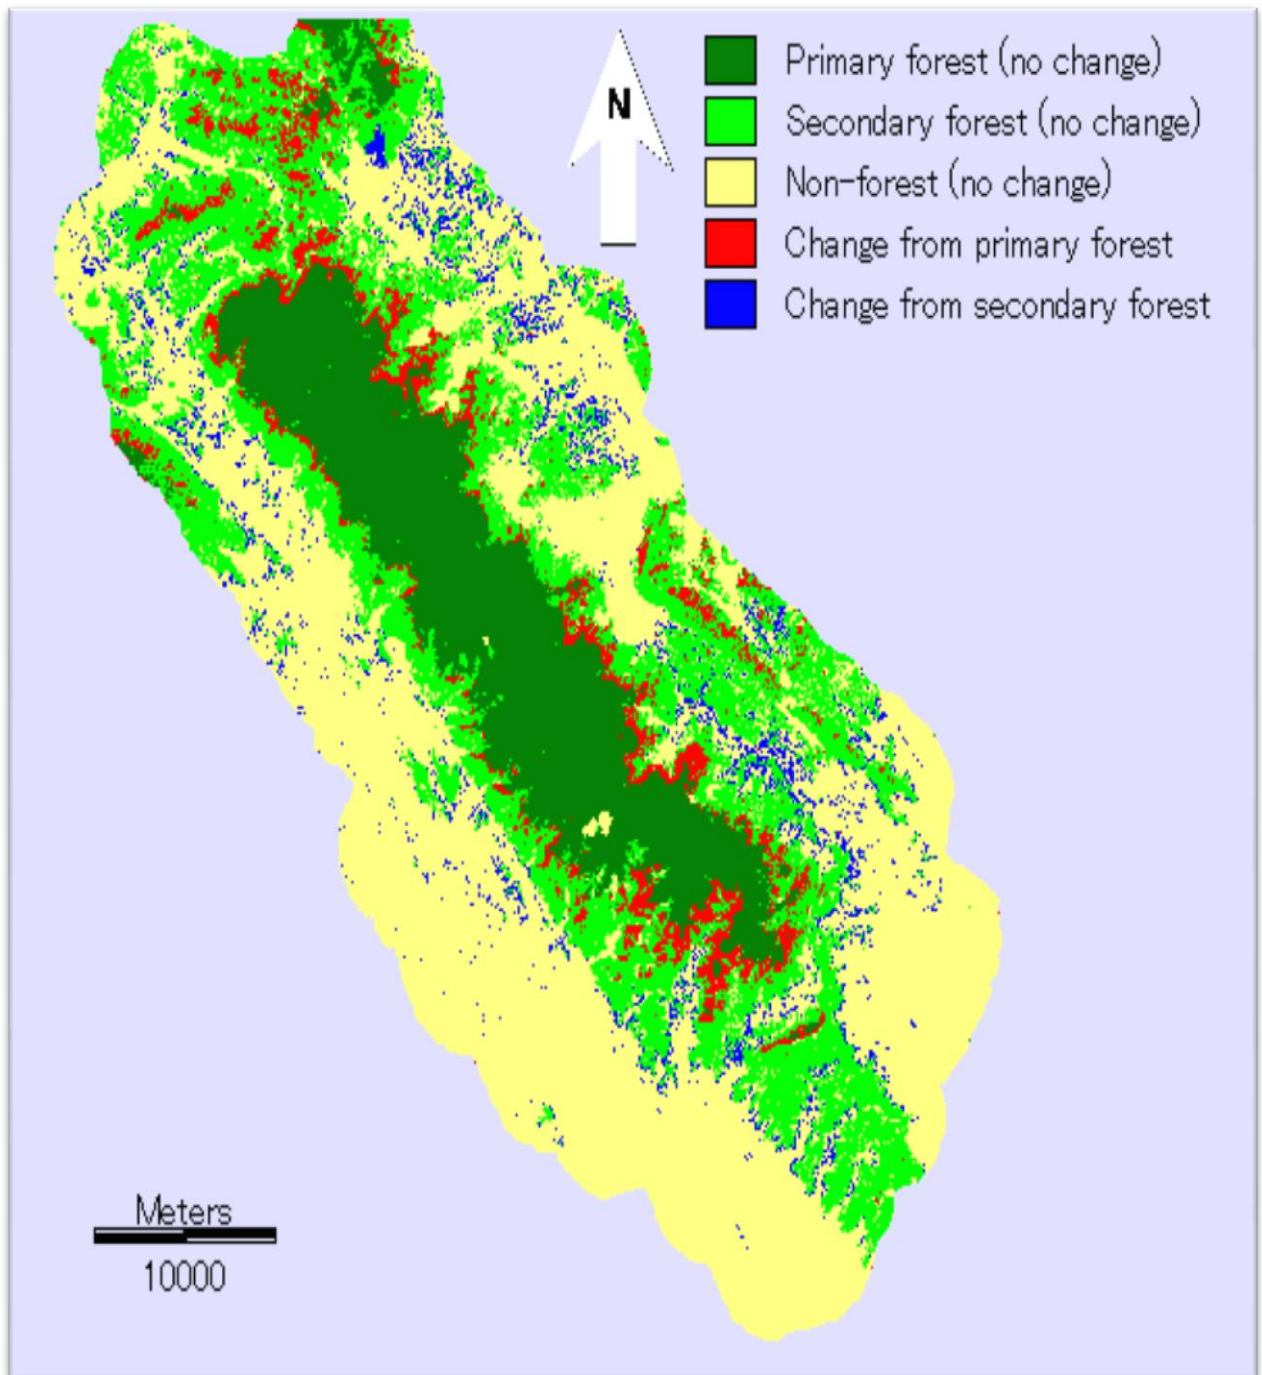 N
Primary forest (no change)
Secondary forest (no change)
Non-forest (no change)
Change from primary forest
Change from secondary forest
Meters
10000